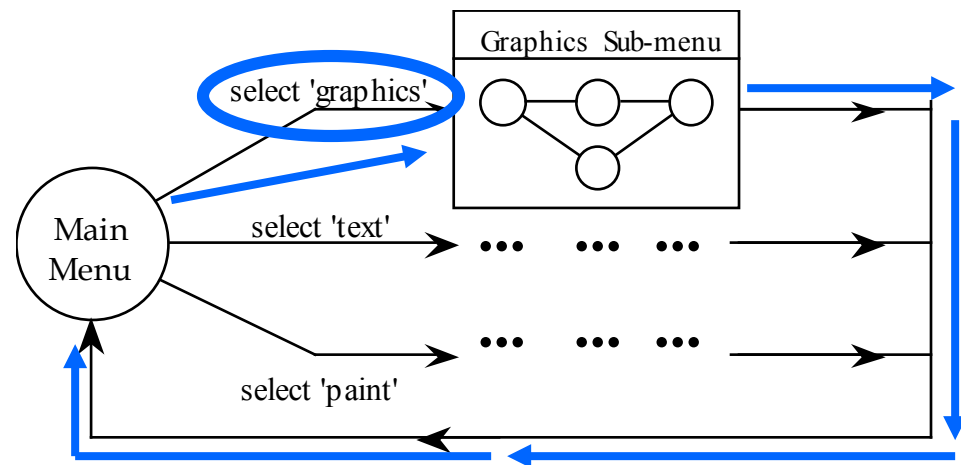 Graphics Sub-menu
select 'graphics'
Main
Menu
select 'text'
select 'paint'